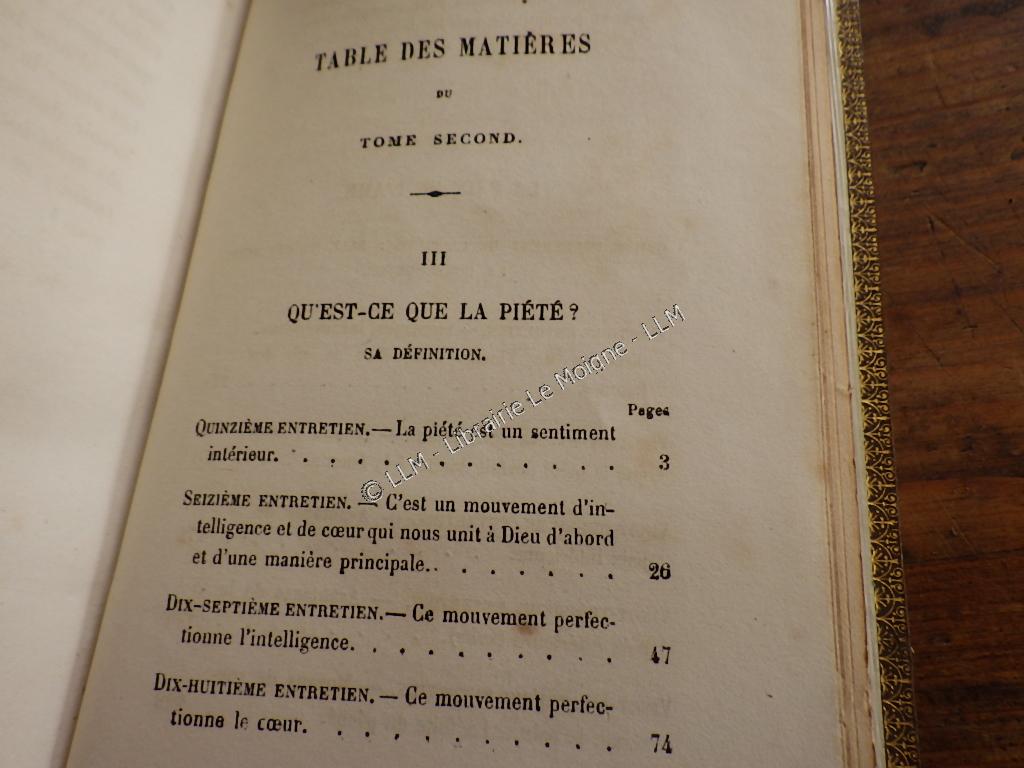 TABLE DES MATIÈRES
DU
TOME SECOND.
III
QU'EST-CE QUE LA PIÉTÉ?
SA DÉFINITION.
Pages
QUINZIÈME ENTRETIEN.— La piété est un sentiment
intérieur. . . . . . . . . . . . . 3
SEIZIÈME ENTRETIEN. — C'est un mouvement d'in-
telligence et de cœur qui nous unit à Dieu d'abord
et d'une manière principale. . . . . . . . 26
DIX-SEPTIÈME ENTRETIEN.— Ce mouvement perfec-
tionne l'intelligence. . . . . . . . . . 47
DIX-HUITIÈME ENTRETIEN.— Ce mouvement perfec-
tionne le cœur. . . . . . . . . . . 74
© LLM - Librairie Le Moigne - LLM